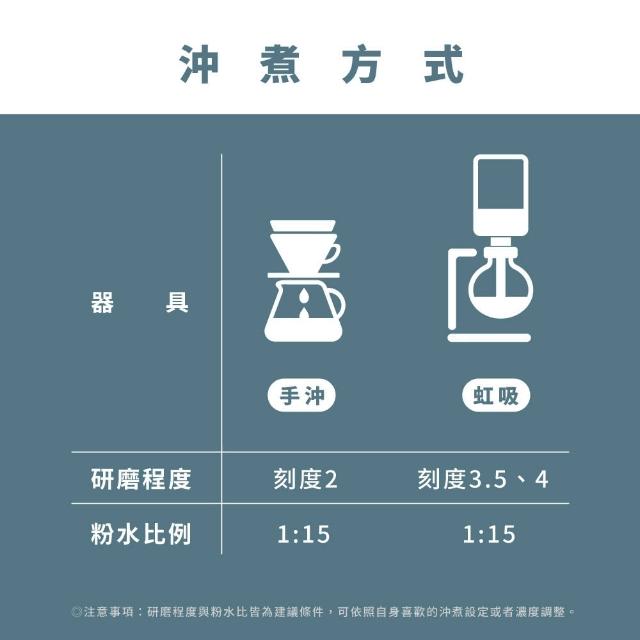 沖煮方式
器具
手沖
虹吸
研磨程度 刻度2 刻度3.5、4
粉水比例 1:15 1:15
◎注意事項：研磨程度與粉水比皆為建議條件，可依照自身喜歡的沖煮設定或者濃度調整。